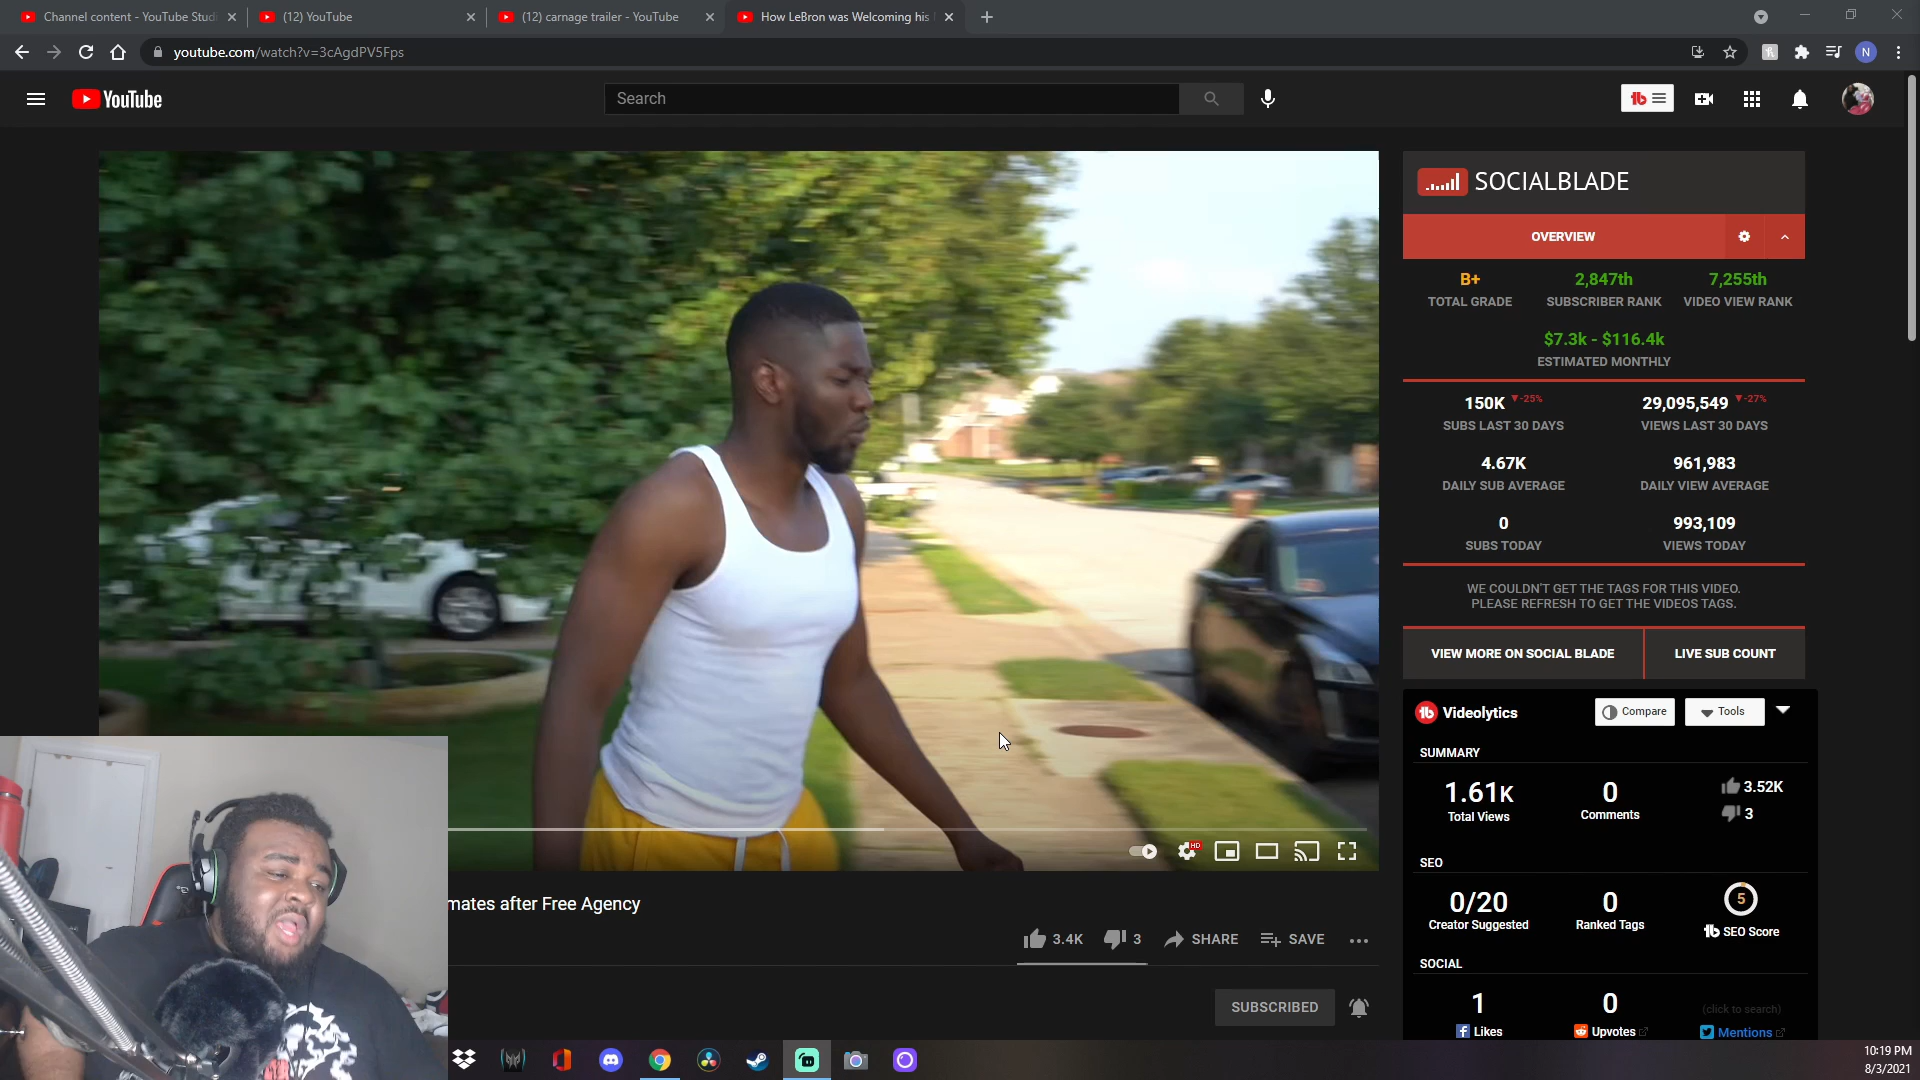 Channel content - YouTube Studi
(12) YouTube
(12) carnage trailer - YouTube
How LeBron was Welcoming his
youtube.com/watch?v=3cAgdPV5Fps
N
YouTube
Search
SOCIALBLADE
OVERVIEW
B+
2,847th
7,255th
TOTAL GRADE
SUBSCRIBER RANK
VIDEO VIEW RANK
$7.3k - $116.4k
ESTIMATED MONTHLY
150K ▼-25%
29,095,549 ▼-27%
SUBS LAST 30 DAYS
VIEWS LAST 30 DAYS
4.67K
961,983
DAILY SUB AVERAGE
DAILY VIEW AVERAGE
0
993,109
SUBS TODAY
VIEWS TODAY
WE COULDN'T GET THE TAGS FOR THIS VIDEO.
PLEASE REFRESH TO GET THE VIDEOS TAGS.
VIEW MORE ON SOCIAL BLADE
LIVE SUB COUNT
Videolytics
Compare
Tools
SUMMARY
1.61K
0
3.52K
Total Views
Comments
3
SEO
0/20
0
5
Creator Suggested
Ranked Tags
SEO Score
SOCIAL
1
0
(click to search)
Likes
Upvotes
Mentions
HD
mates after Free Agency
3.4K
3
SHARE
SAVE
SUBSCRIBED
10:19 PM
8/3/2021